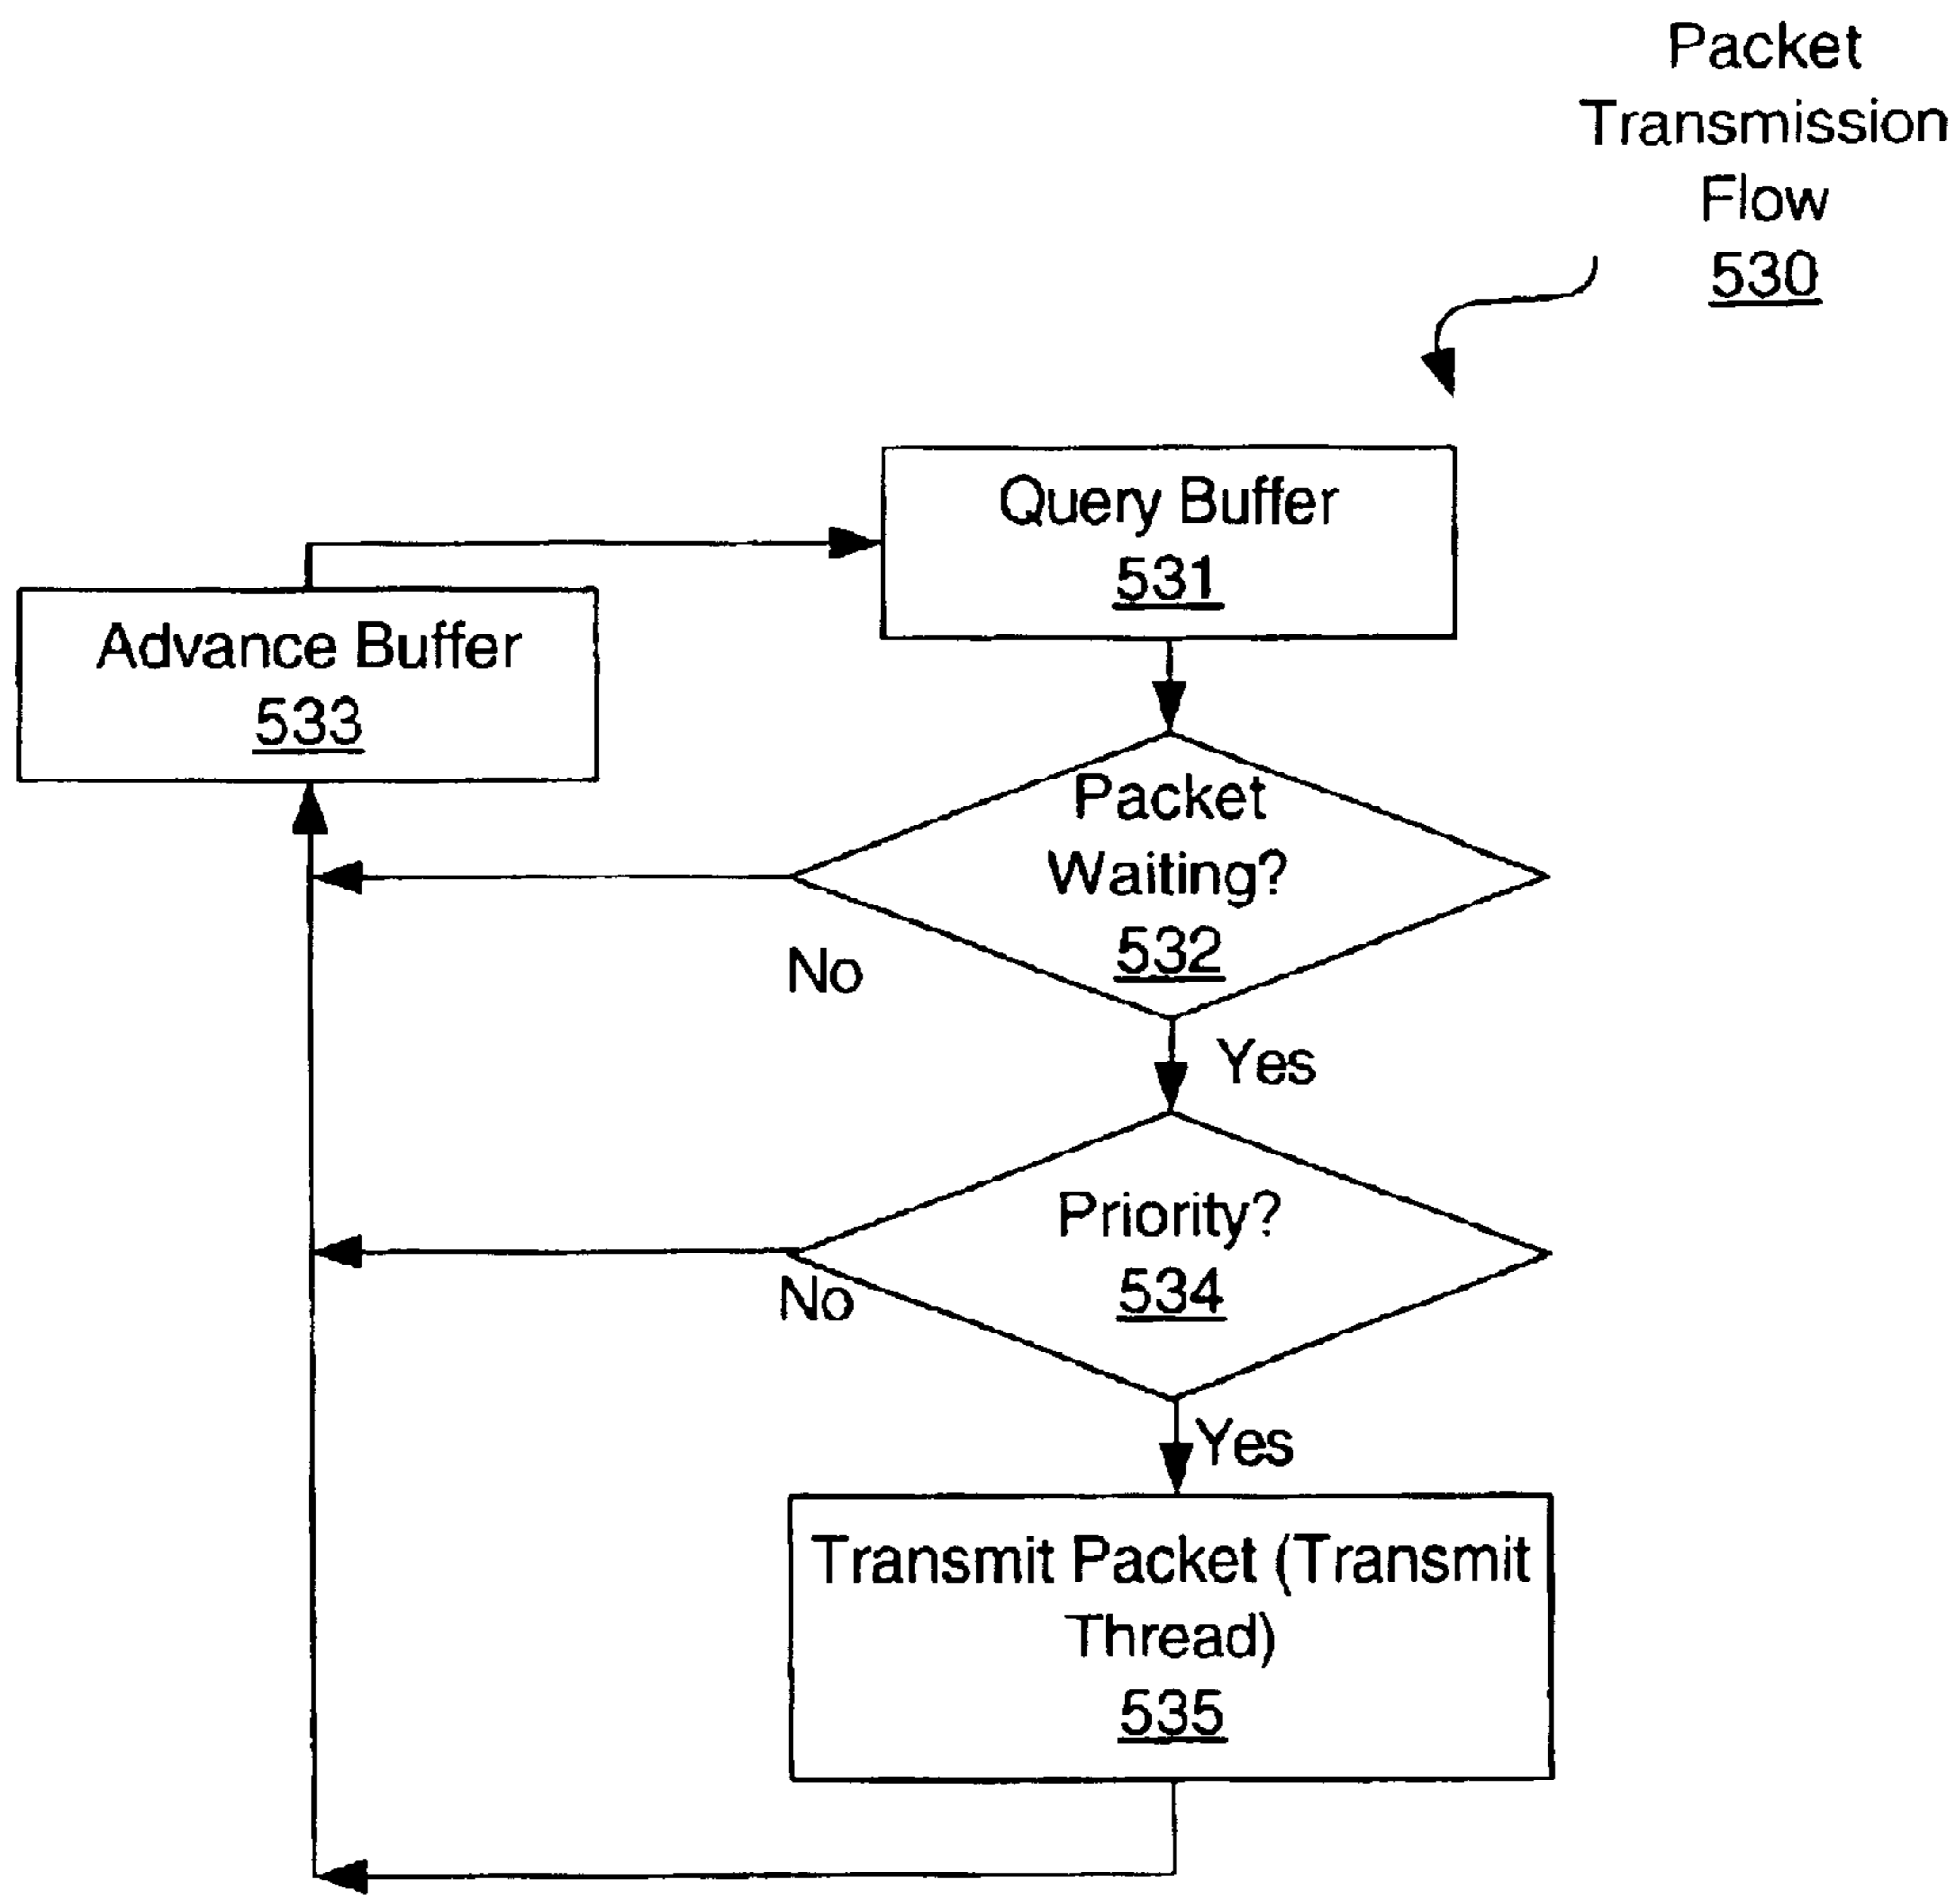 Packet
Transmission
Flow
530
Query Buffer
531
Advance Buffer
533
Packet
Waiting?
532
No
Yes
Priority?
534
No
Yes
Transmit Packet (Transmit
Thread)
535